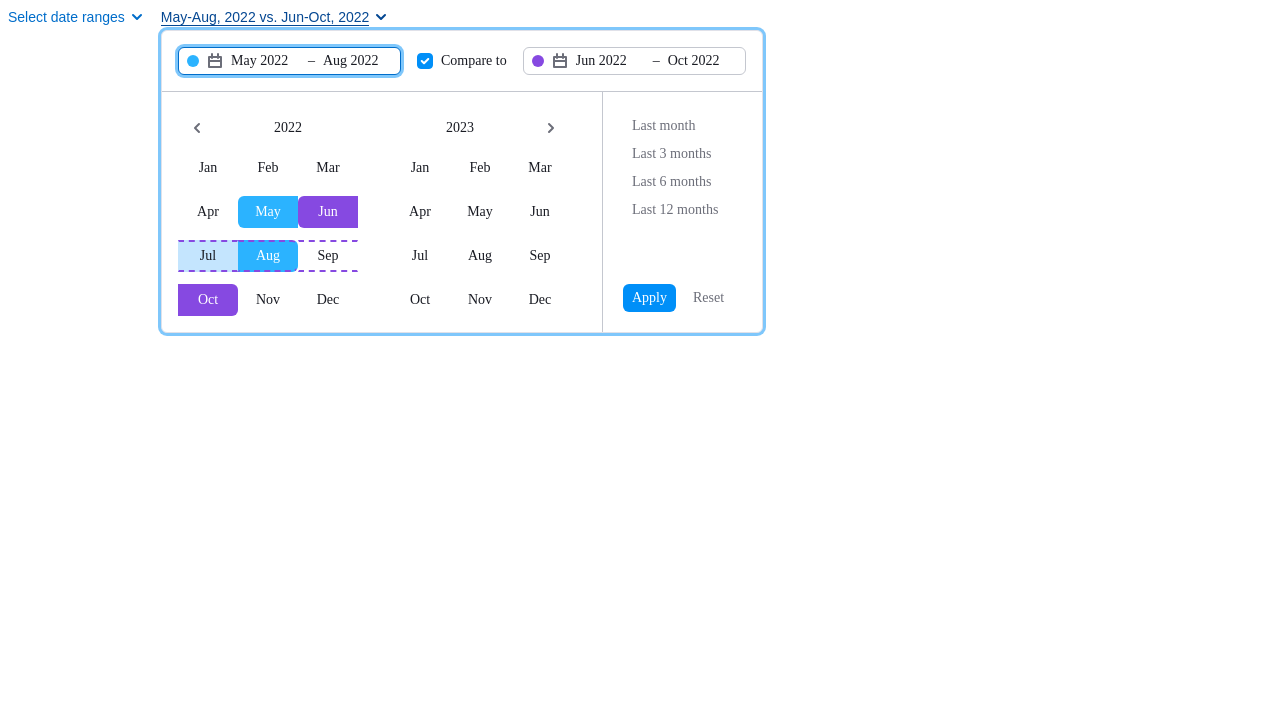 Select date ranges May-Aug, 2022 vs. Jun-Oct, 2022
May 2022 – Aug 2022 Compare to Jun 2022 – Oct 2022
2022 2023
Jan Feb Mar Jan Feb Mar
Apr May Jun Apr May Jun
Jul Aug Sep Jul Aug Sep
Oct Nov Dec Oct Nov Dec
Last month
Last 3 months
Last 6 months
Last 12 months
Apply Reset